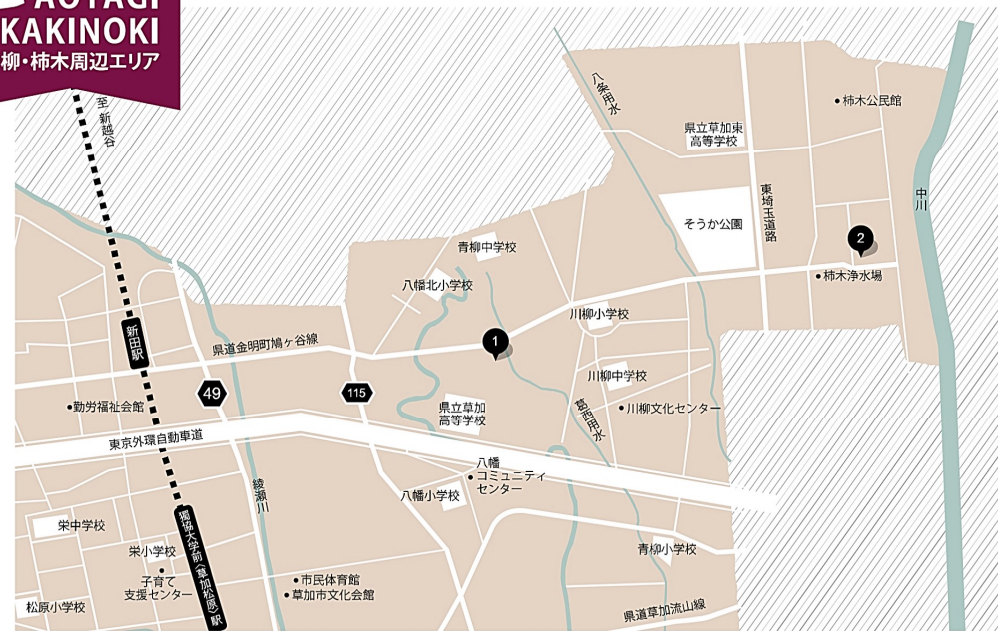 AOYAGI
KAKINOKI
柳・柿木周辺エリア
至 新越谷
八条用水
柿木公民館
県立草加東
高等学校
中川
東埼玉道路
そうか公園
2
柿木浄水場
青柳中学校
八幡北小学校
川柳小学校
1
新田駅
県道金明町鳩ヶ谷線
49
115
川柳中学校
勤労福祉会館
県立草加
高等学校
葛西用水
川柳文化センター
東京外環自動車道
八幡
コミュニティ
センター
綾瀬川
八幡小学校
栄中学校
獨協大学前〈草加松原〉駅
栄小学校
青柳小学校
子育て
支援センター
市民体育館
草加市文化会館
松原小学校
県道草加流山線